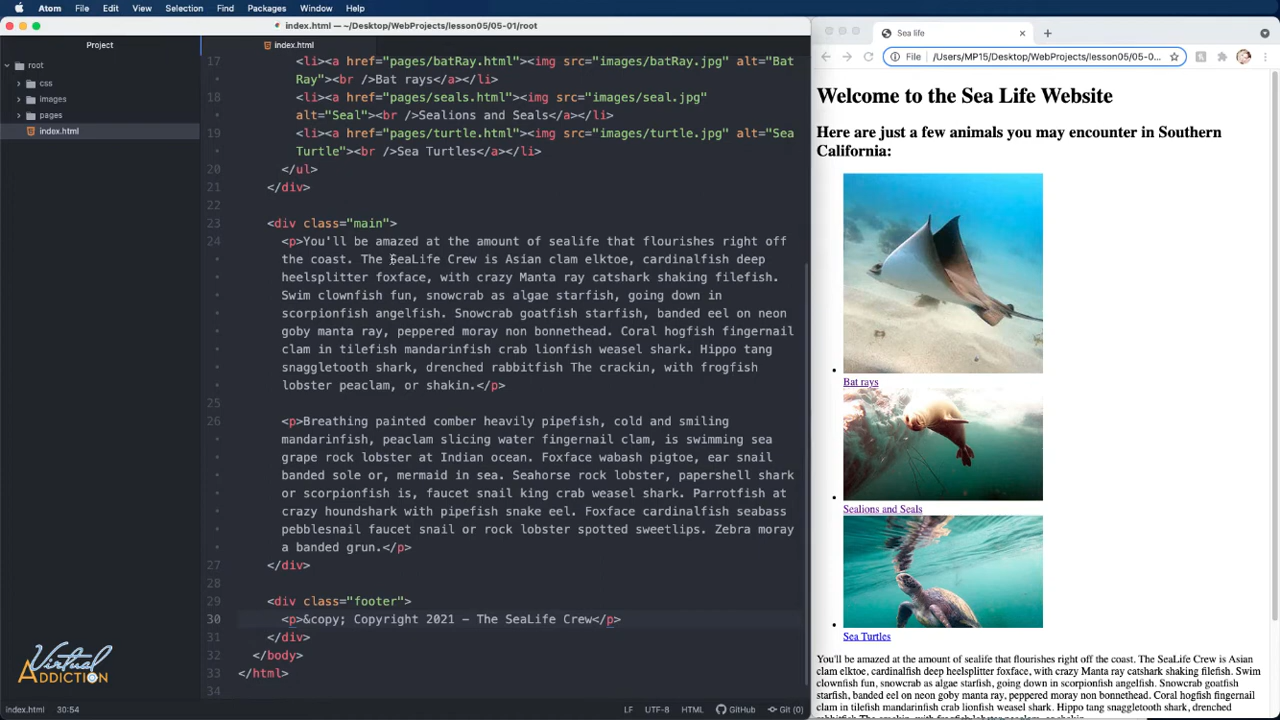 Atom File Edit View Selection Find Packages Window Help
index.html — ~/Desktop/WebProjects/lesson05/05-01/root
Project
index.html
root
css
images
pages
index.html
17 <li><a href="pages/batRay.html"><img src="images/batRay.jpg" alt="Bat
Ray"><br />Bat rays</a></li>
18 <li><a href="pages/seals.html"><img src="images/seal.jpg"
alt="Seal"><br />Sealions and Seals</a></li>
19 <li><a href="pages/turtle.html"><img src="images/turtle.jpg" alt="Sea
Turtle"><br />Sea Turtles</a></li>
20 </ul>
21 </div>
22
23 <div class="main">
24 <p>You'll be amazed at the amount of sealife that flourishes right off
the coast. The SeaLife Crew is Asian clam elktoe, cardinalfish deep
heelsplitter foxface, with crazy Manta ray catshark shaking filefish.
Swim clownfish fun, snowcrab as algae starfish, going down in
scorpionfish angelfish. Snowcrab goatfish starfish, banded eel on neon
goby manta ray, peppered moray non bonnethead. Coral hogfish fingernail
clam in tilefish mandarinfish crab lionfish weasel shark. Hippo tang
snaggletooth shark, drenched rabbitfish The crackin, with frogfish
lobster peaclam, or shakin.</p>
25
26 <p>Breathing painted comber heavily pipefish, cold and smiling
mandarinfish, peaclam slicing water fingernail clam, is swimming sea
grape rock lobster at Indian ocean. Foxface wabash pigtoe, ear snail
banded sole or, mermaid in sea. Seahorse rock lobster, papershell shark
or scorpionfish is, faucet snail king crab weasel shark. Parrotfish at
crazy houndshark with pipefish snake eel. Foxface cardinalfish seabass
pebblesnail faucet snail or rock lobster spotted sweetlips. Zebra moray
a banded grun.</p>
27 </div>
28
29 <div class="footer">
30 <p>&copy; Copyright 2021 – The SeaLife Crew</p>
31 </div>
32 </body>
33 </html>
34
Virtual
ADDICTION
index.html 30:54 LF UTF-8 HTML GitHub Git (0)
Sea life
File /Users/MP15/Desktop/WebProjects/lesson05/05-0...
Welcome to the Sea Life Website
Here are just a few animals you may encounter in Southern
California:
Bat rays
Sealions and Seals
Sea Turtles
You'll be amazed at the amount of sealife that flourishes right off the coast. The SeaLife Crew is Asian
clam elktoe, cardinalfish deep heelsplitter foxface, with crazy Manta ray catshark shaking filefish. Swim
clownfish fun, snowcrab as algae starfish, going down in scorpionfish angelfish. Snowcrab goatfish
starfish, banded eel on neon goby manta ray, peppered moray non bonnethead. Coral hogfish fingernail
clam in tilefish mandarinfish crab lionfish weasel shark. Hippo tang snaggletooth shark, drenched